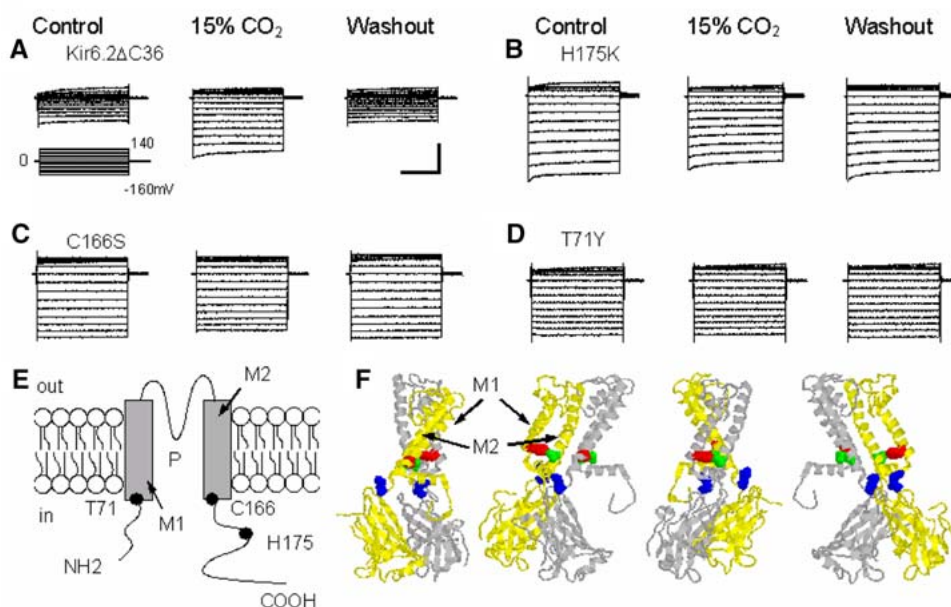 Control 15% CO2 Washout
A Kir6.2ΔC36
0 140
-160mV
Control 15% CO2 Washout
B H175K
C C166S
D T71Y
E out
M2
P
in T71 M1 C166
H175
NH2
COOH
F M1
M2